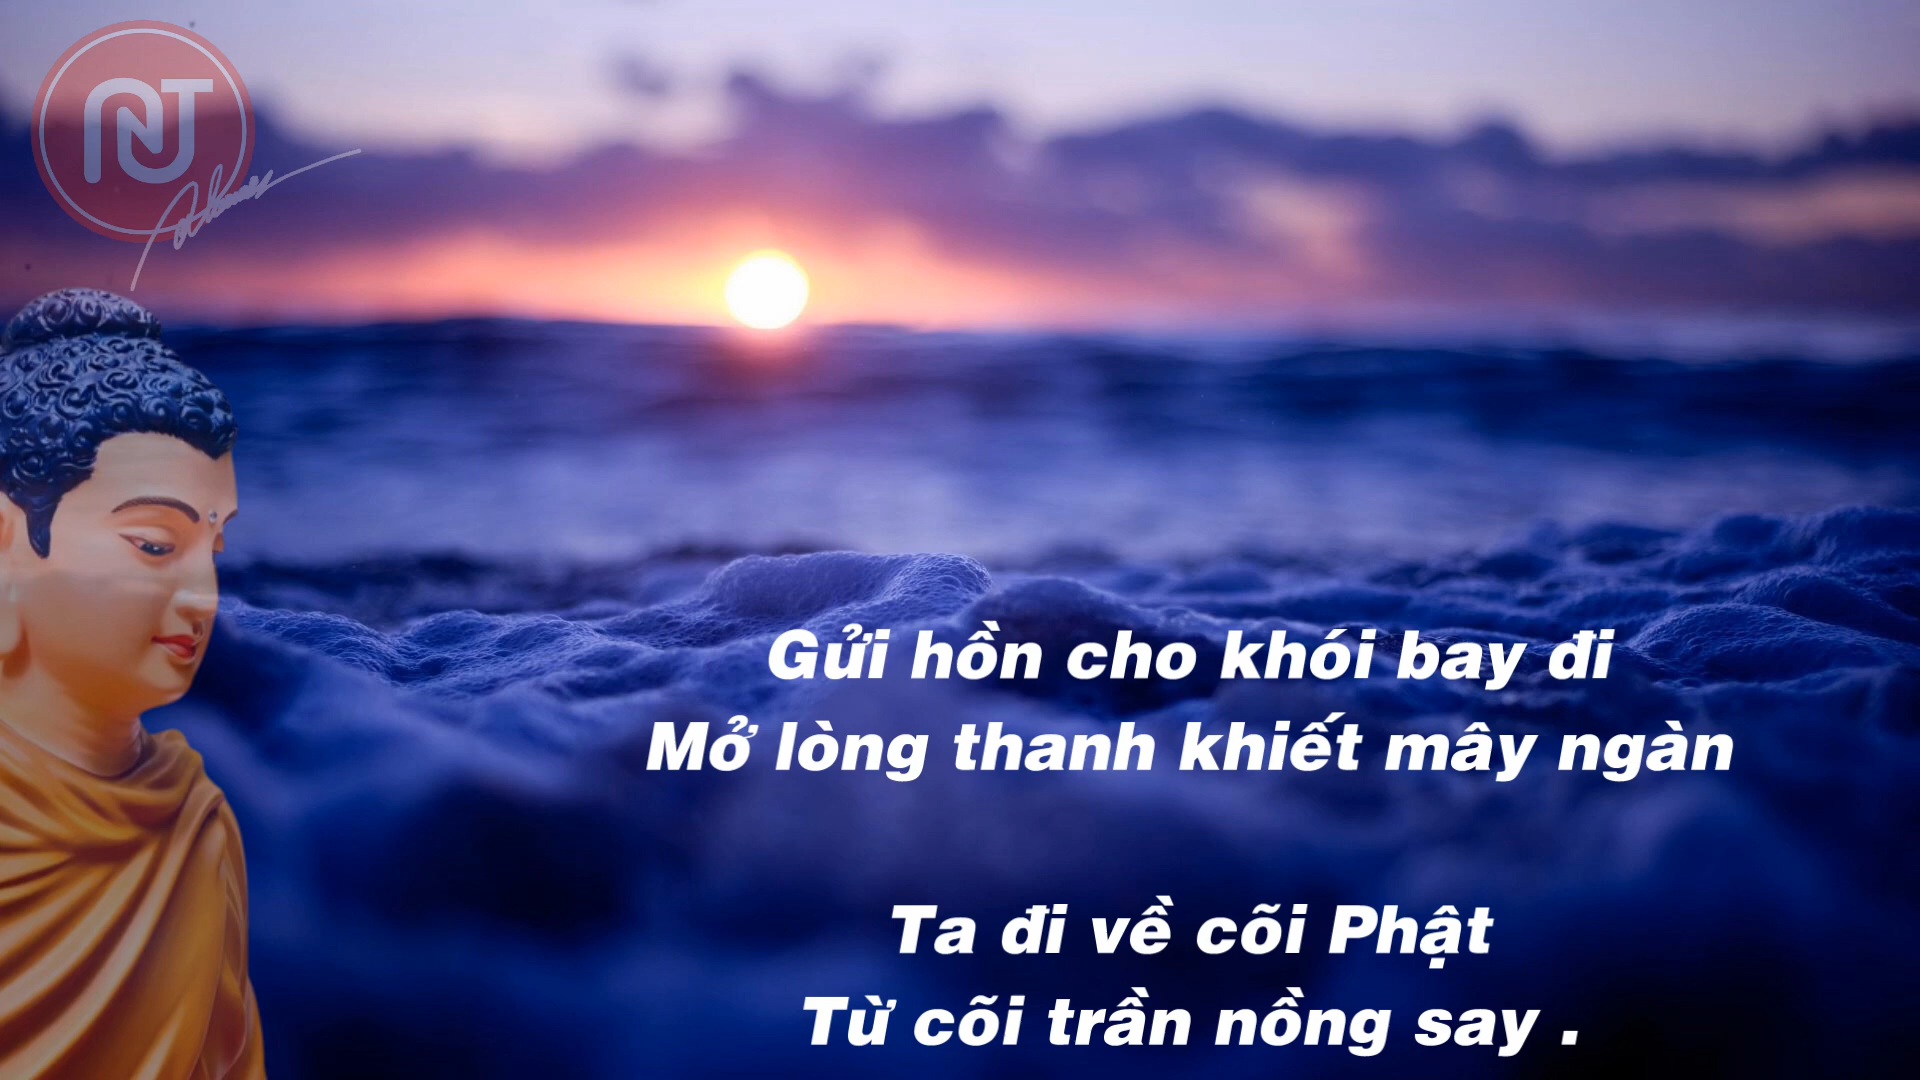 NT
Gửi hồn cho khói bay đi
Mở lòng thanh khiết mây ngàn
Ta đi về cõi Phật
Từ cõi trần nồng say .